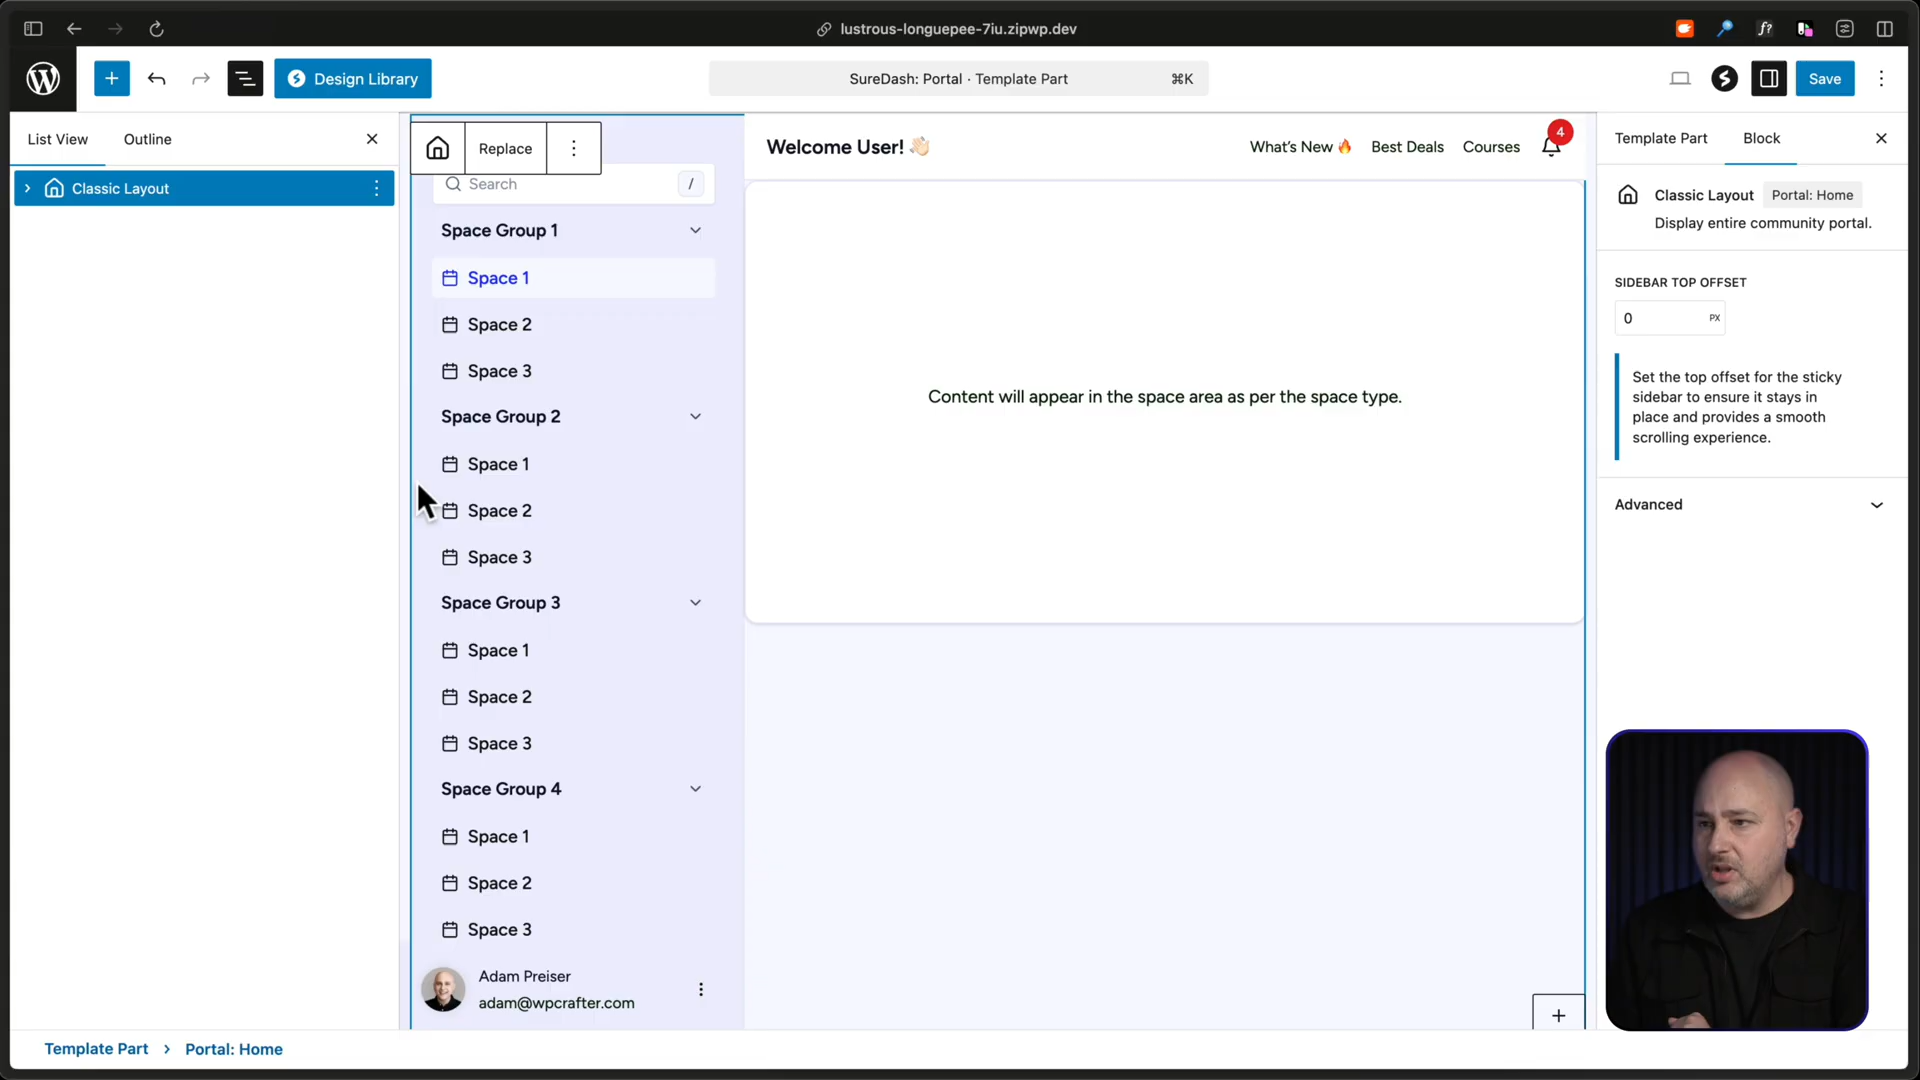 lustrous-longuepee-7iu.zipwp.dev
Design Library
SureDash: Portal · Template Part
⌘K
Save
List View
Outline
Classic Layout
Replace
Search
/
Space Group 1
Space 1
Space 2
Space 3
Space Group 2
Space 1
Space 2
Space 3
Space Group 3
Space 1
Space 2
Space 3
Space Group 4
Space 1
Space 2
Space 3
Adam Preiser
adam@wpcrafter.com
Welcome User! 👋🏻
What's New 🔥
Best Deals
Courses
4
Content will appear in the space area as per the space type.
Template Part
Block
Classic Layout
Portal: Home
Display entire community portal.
SIDEBAR TOP OFFSET
0
PX
Set the top offset for the sticky
sidebar to ensure it stays in
place and provides a smooth
scrolling experience.
Advanced
Template Part › Portal: Home